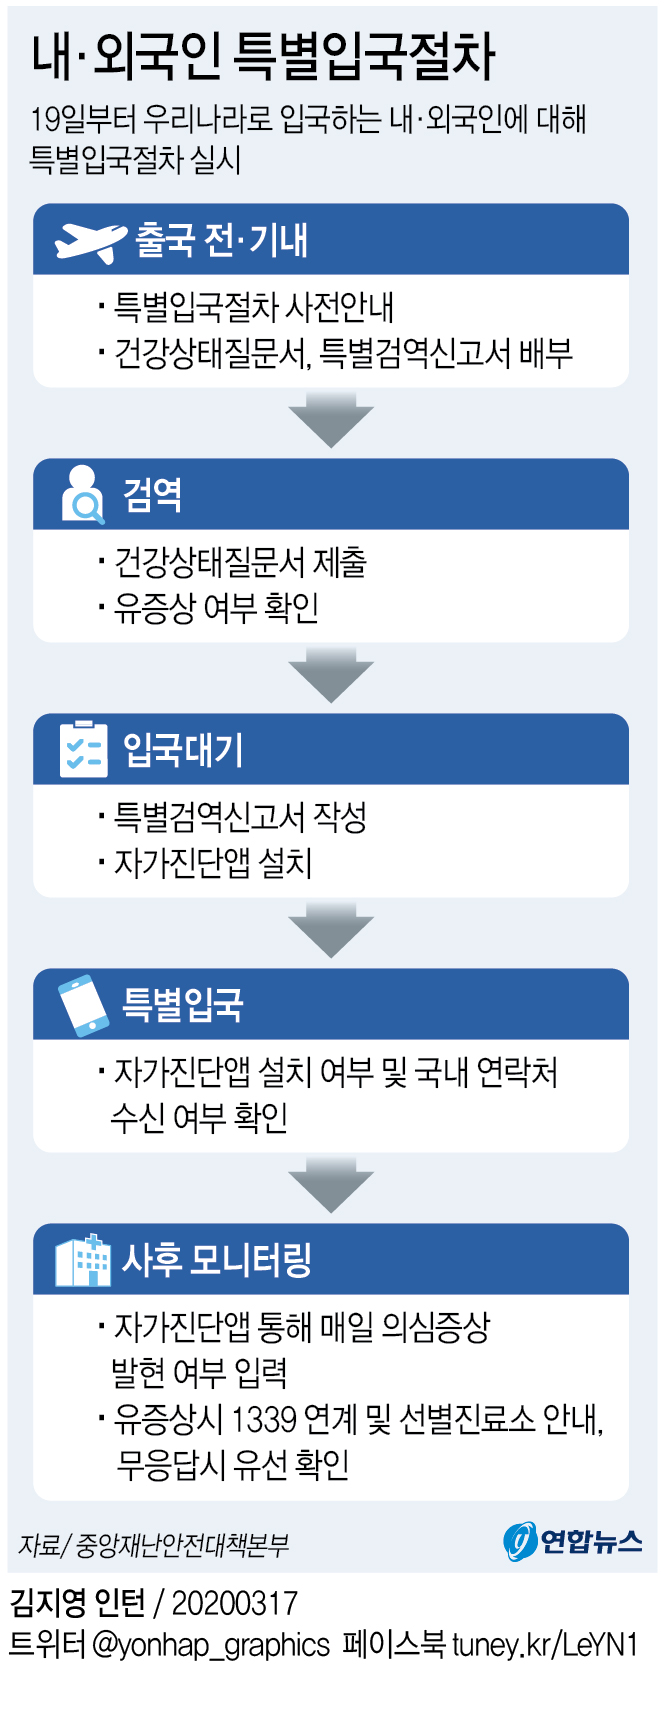 내·외국인 특별입국절차
19일부터 우리나라로 입국하는 내·외국인에 대해
특별입국절차 실시
출국 전·기내
· 특별입국절차 사전안내
· 건강상태질문서, 특별검역신고서 배부
검역
· 건강상태질문서 제출
· 유증상 여부 확인
입국대기
· 특별검역신고서 작성
· 자가진단앱 설치
특별입국
· 자가진단앱 설치 여부 및 국내 연락처
수신 여부 확인
사후 모니터링
· 자가진단앱 통해 매일 의심증상
발현 여부 입력
· 유증상시 1339 연계 및 선별진료소 안내,
무응답시 유선 확인
자료/ 중앙재난안전대책본부
y 연합뉴스
김지영 인턴 / 20200317
트위터 @yonhap_graphics 페이스북 tuney.kr/LeYN1